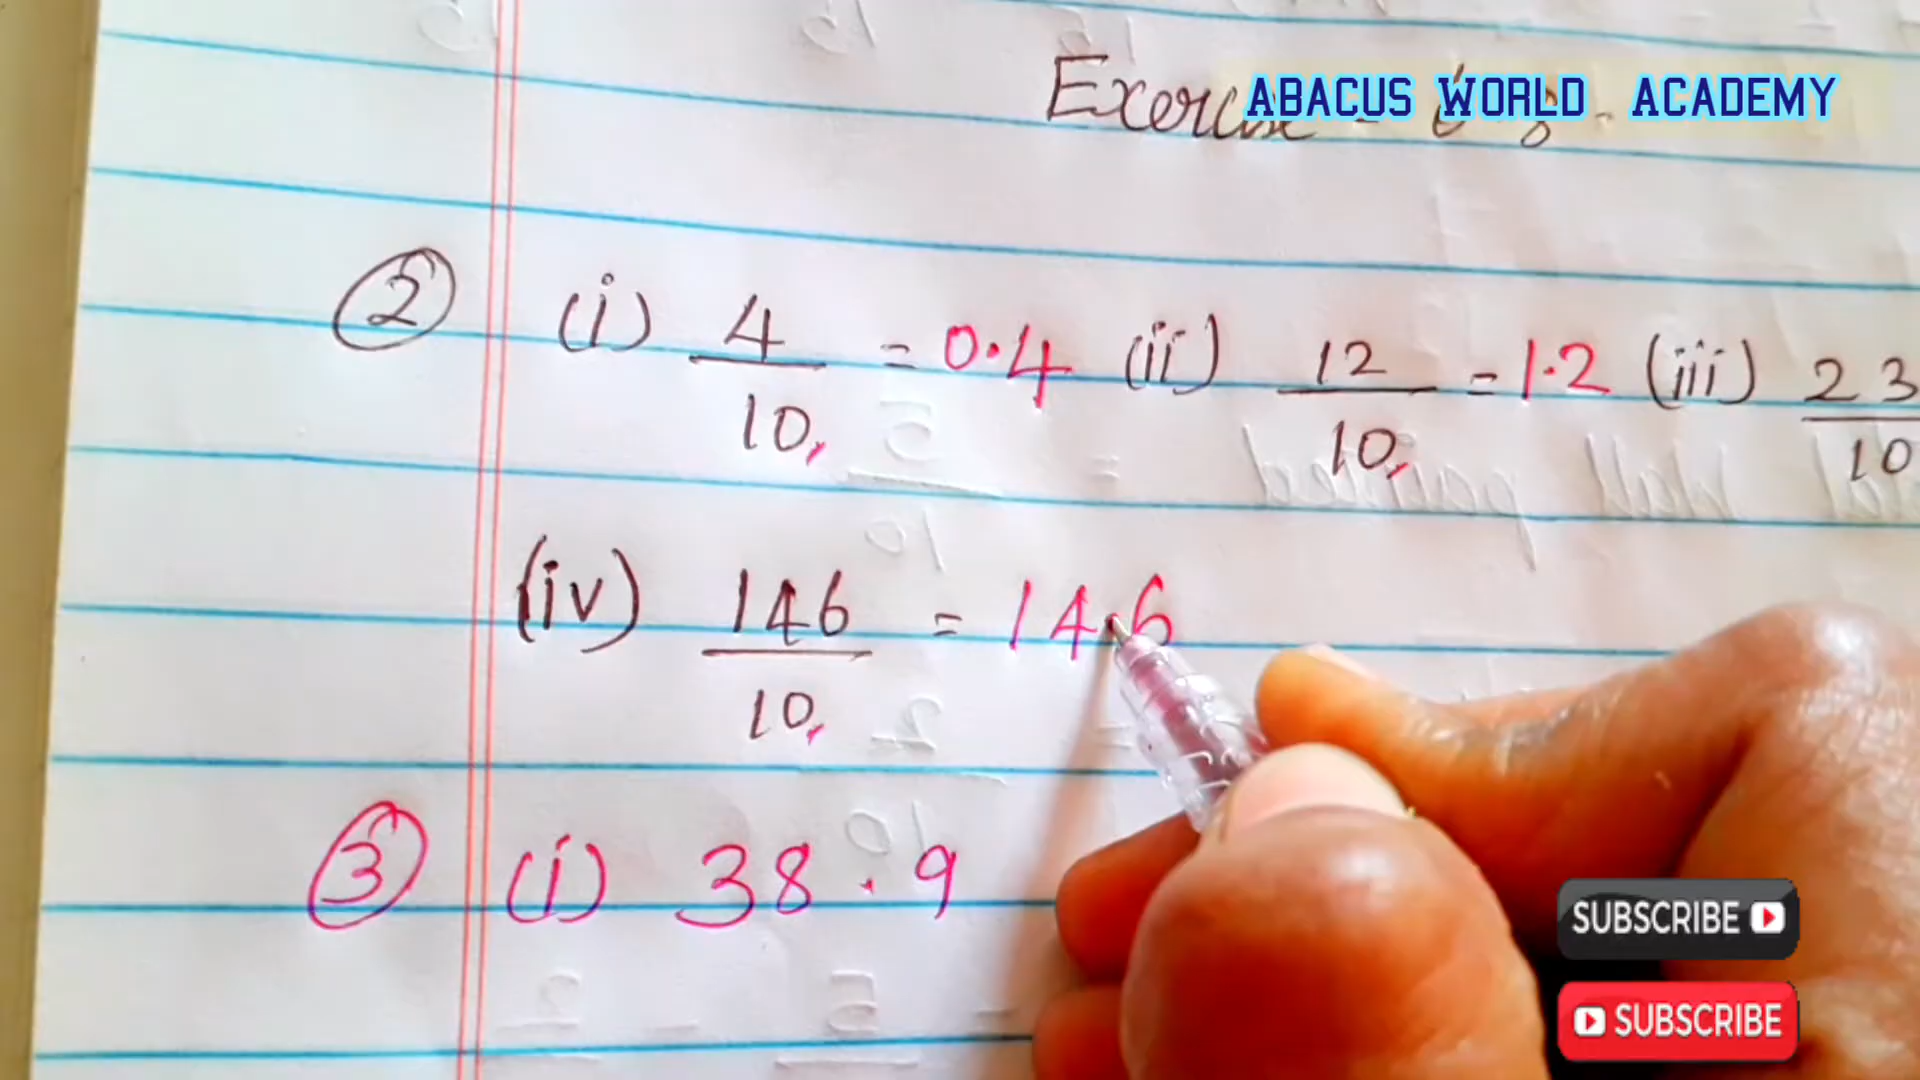 ABACUS WORLD ACADEMY
② (i) 4/10 = 0.4 (ii) 12/10 = 1.2 (iii) 23/10
(iv) 146/10 = 14.6
③ (i) 38.9
SUBSCRIBE
SUBSCRIBE